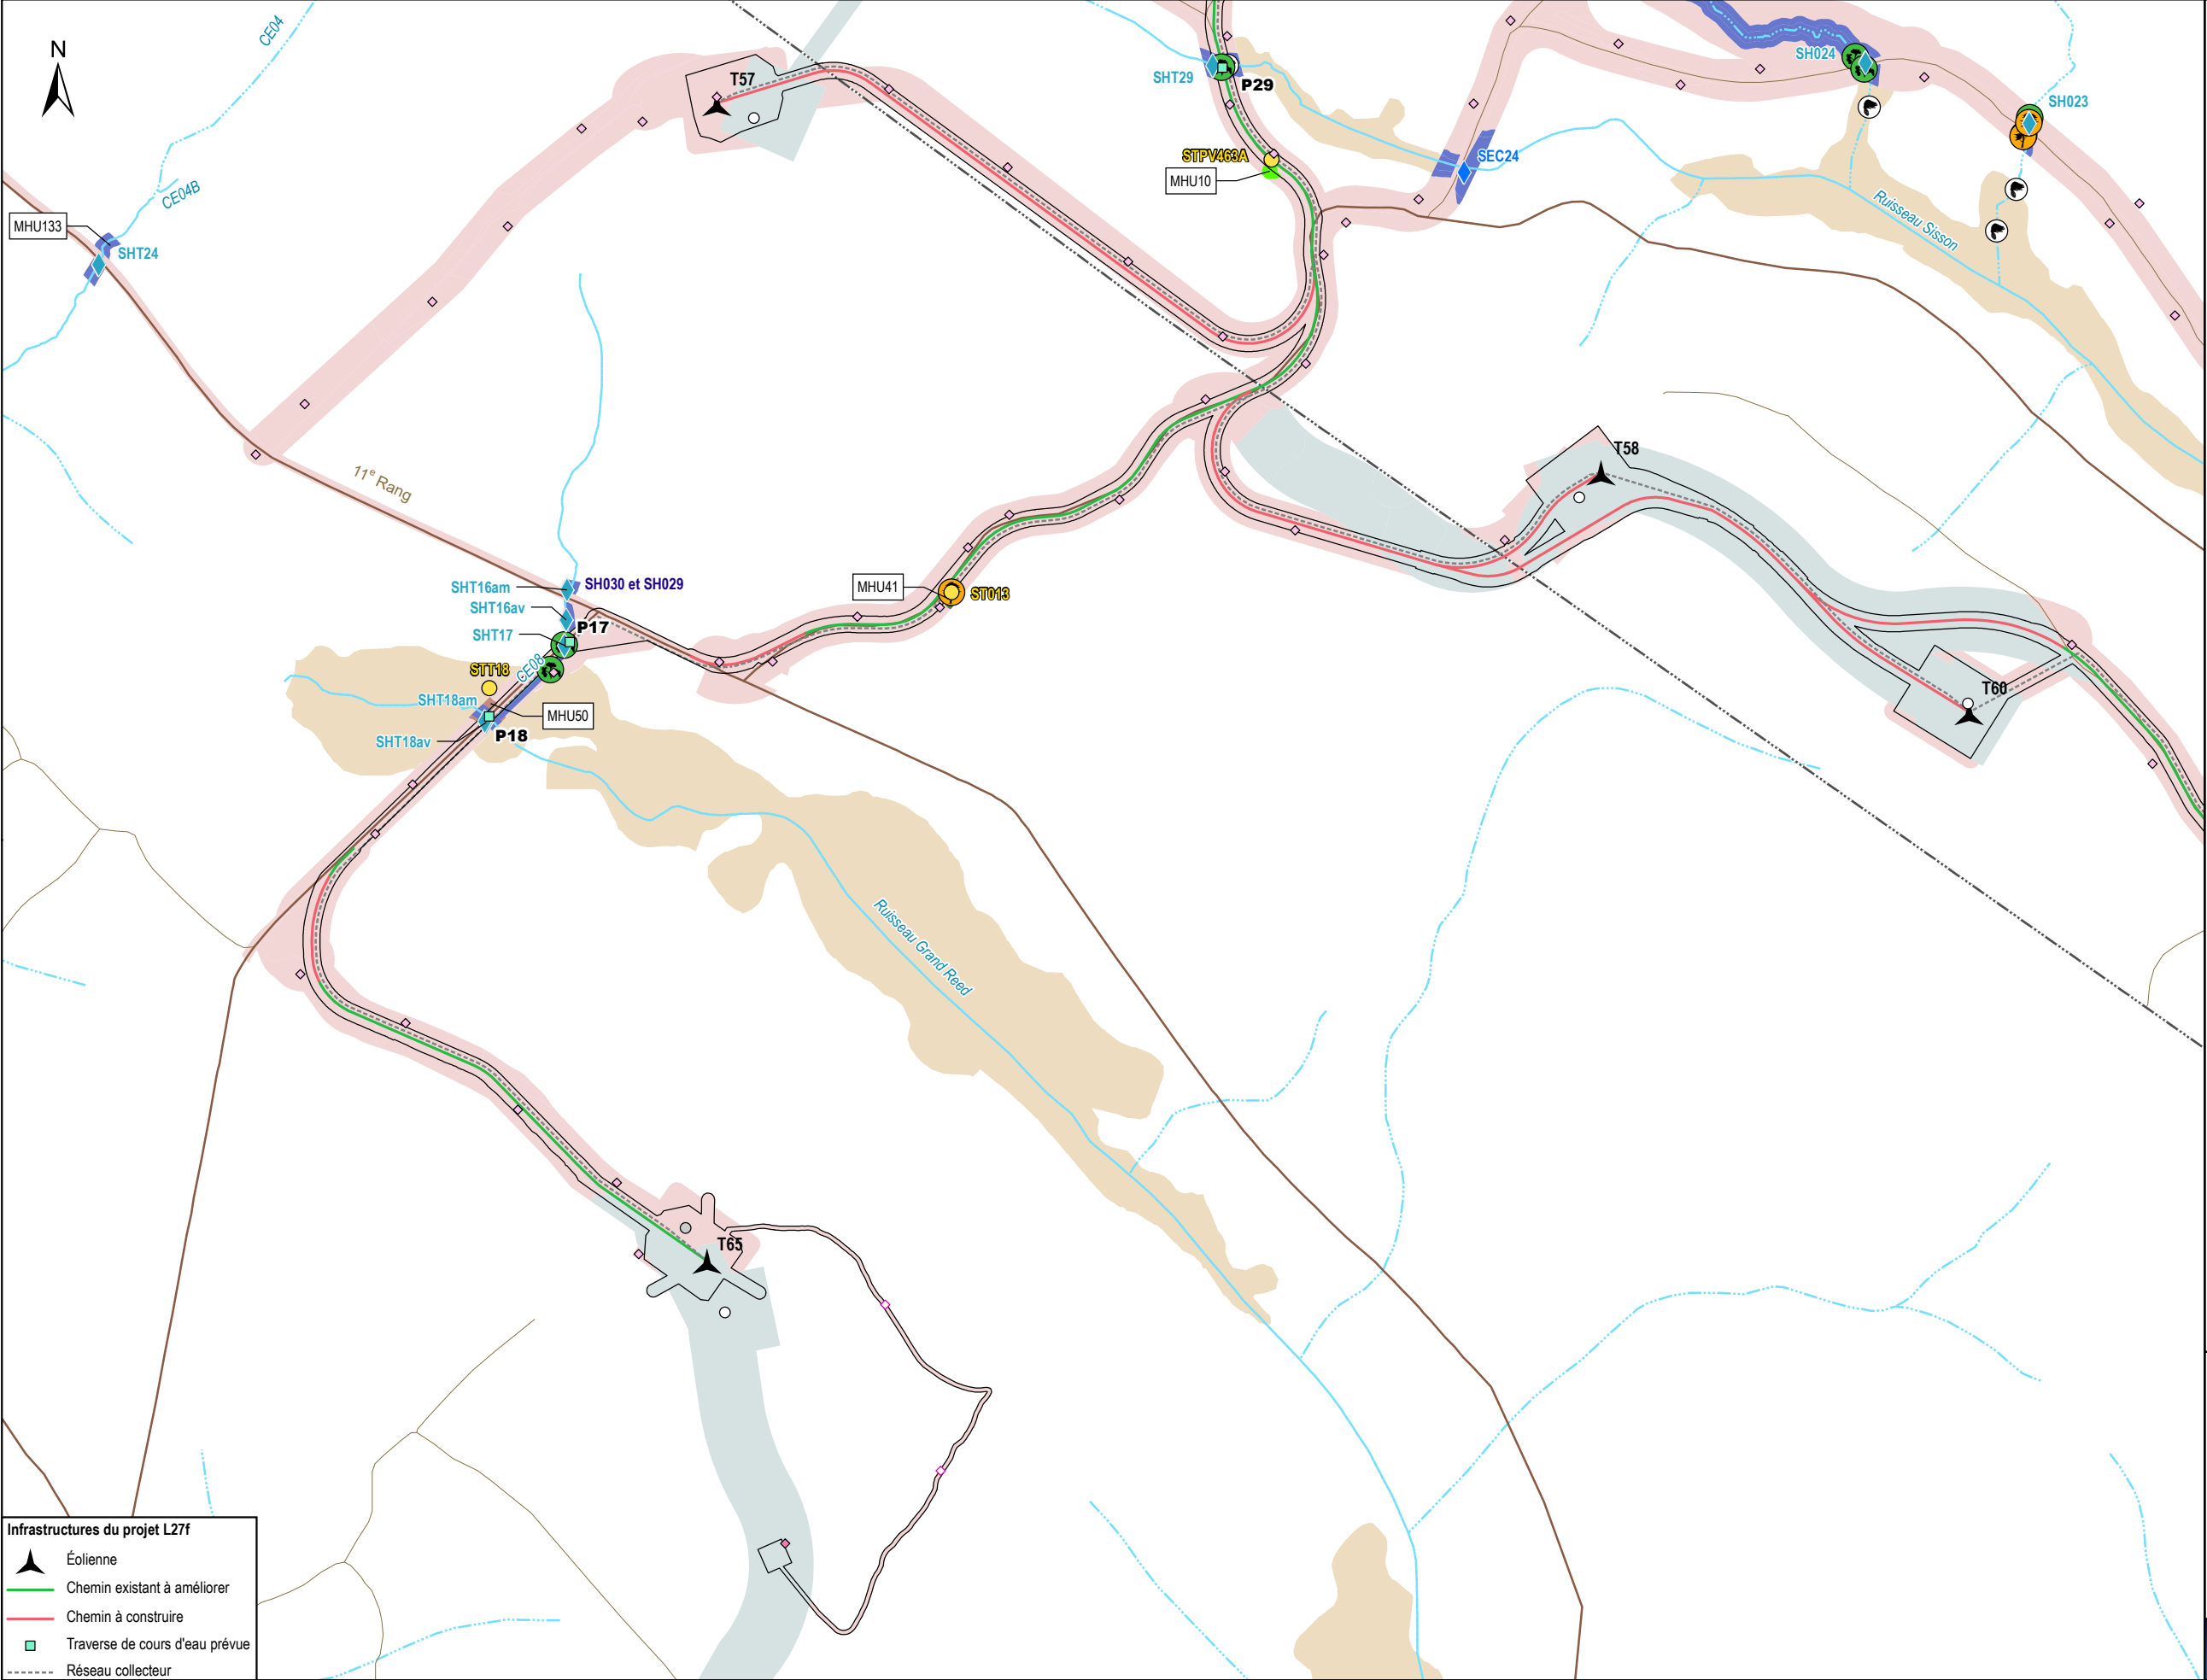 CE04
N
SH024
T57
SHT29
P29
SH023
STPV463A
SEC24
MHU10
CE04B
Ruisseau Sisson
MHU133
SHT24
T58
11e Rang
SHT16am
SH030 et SH029
MHU41
ST013
SHT16av
P17
SHT17
STT18
CE08
T60
SHT18am
MHU50
P18
SHT18av
Ruisseau Grand Reed
T65
Infrastructures du projet L27f
Éolienne
Chemin existant à améliorer
Chemin à construire
Traverse de cours d'eau prévue
Réseau collecteur